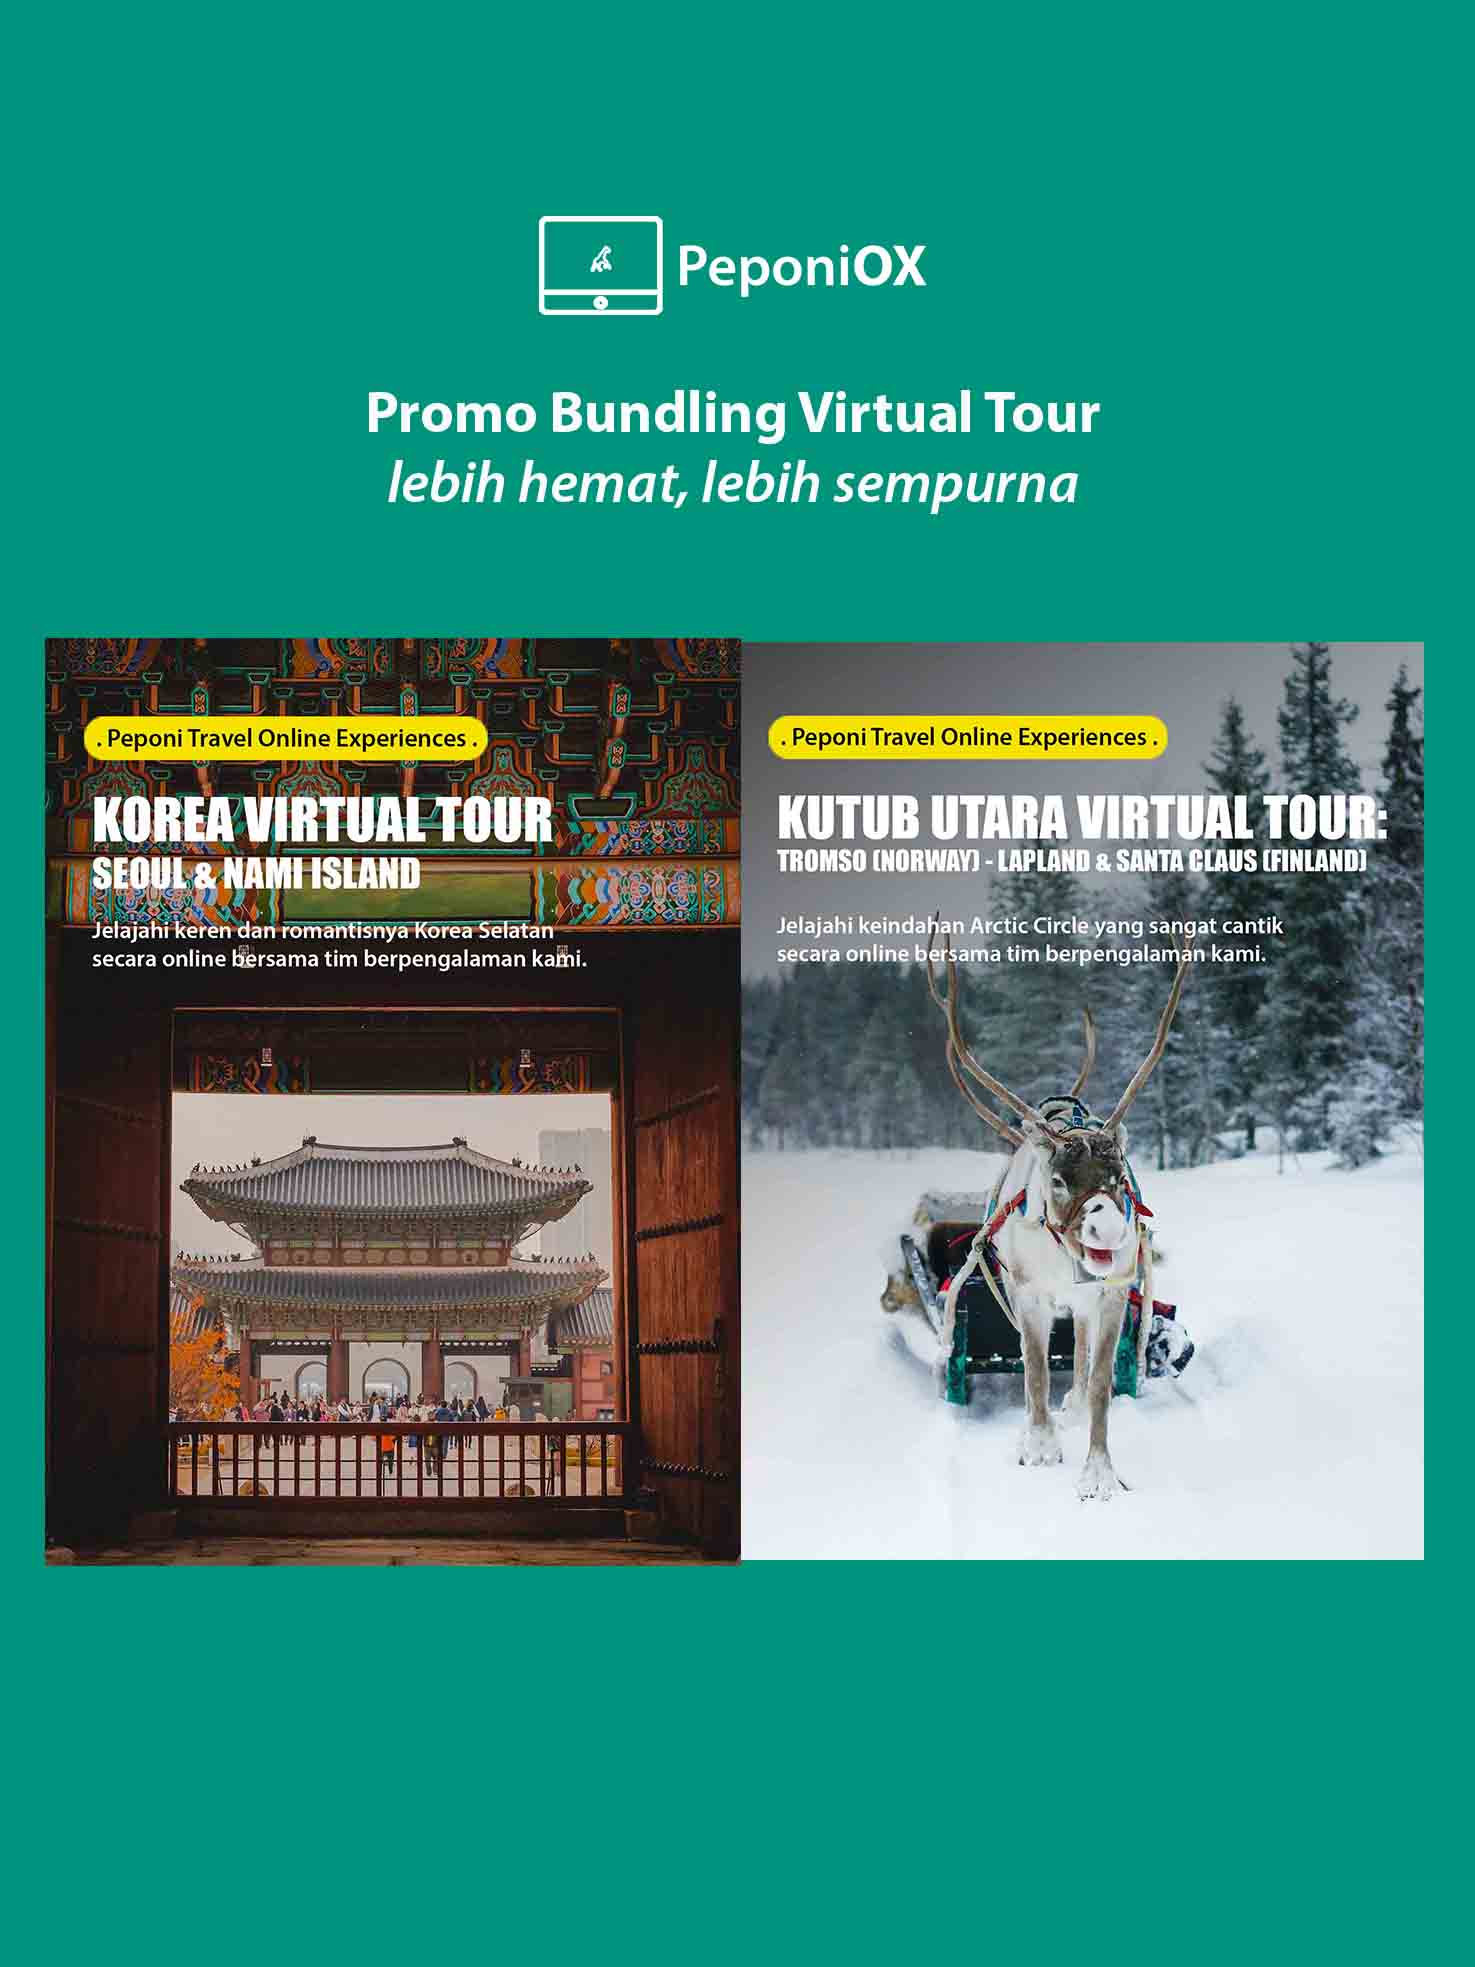 PeponiOX
Promo Bundling Virtual Tour
lebih hemat, lebih sempurna
. Peponi Travel Online Experiences .
KOREA VIRTUAL TOUR
SEOUL & NAMI ISLAND
Jelajahi keren dan romantisnya Korea Selatan
secara online bersama tim berpengalaman kami.
. Peponi Travel Online Experiences .
KUTUB UTARA VIRTUAL TOUR:
TROMSO (NORWAY) - LAPLAND & SANTA CLAUS (FINLAND)
Jelajahi keindahan Arctic Circle yang sangat cantik
secara online bersama tim berpengalaman kami.